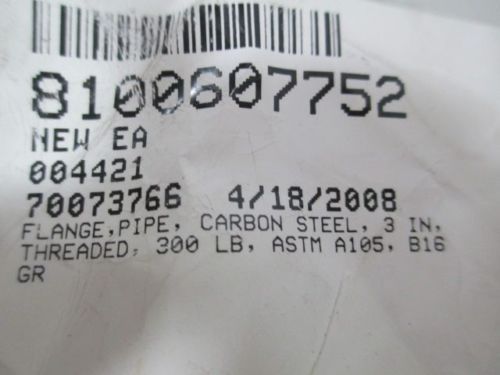 8100607752
NEW EA
004421
70073766 4/18/2008
FLANGE,PIPE, CARBON STEEL, 3 IN,
THREADED, 300 LB, ASTM A105, B16
GR